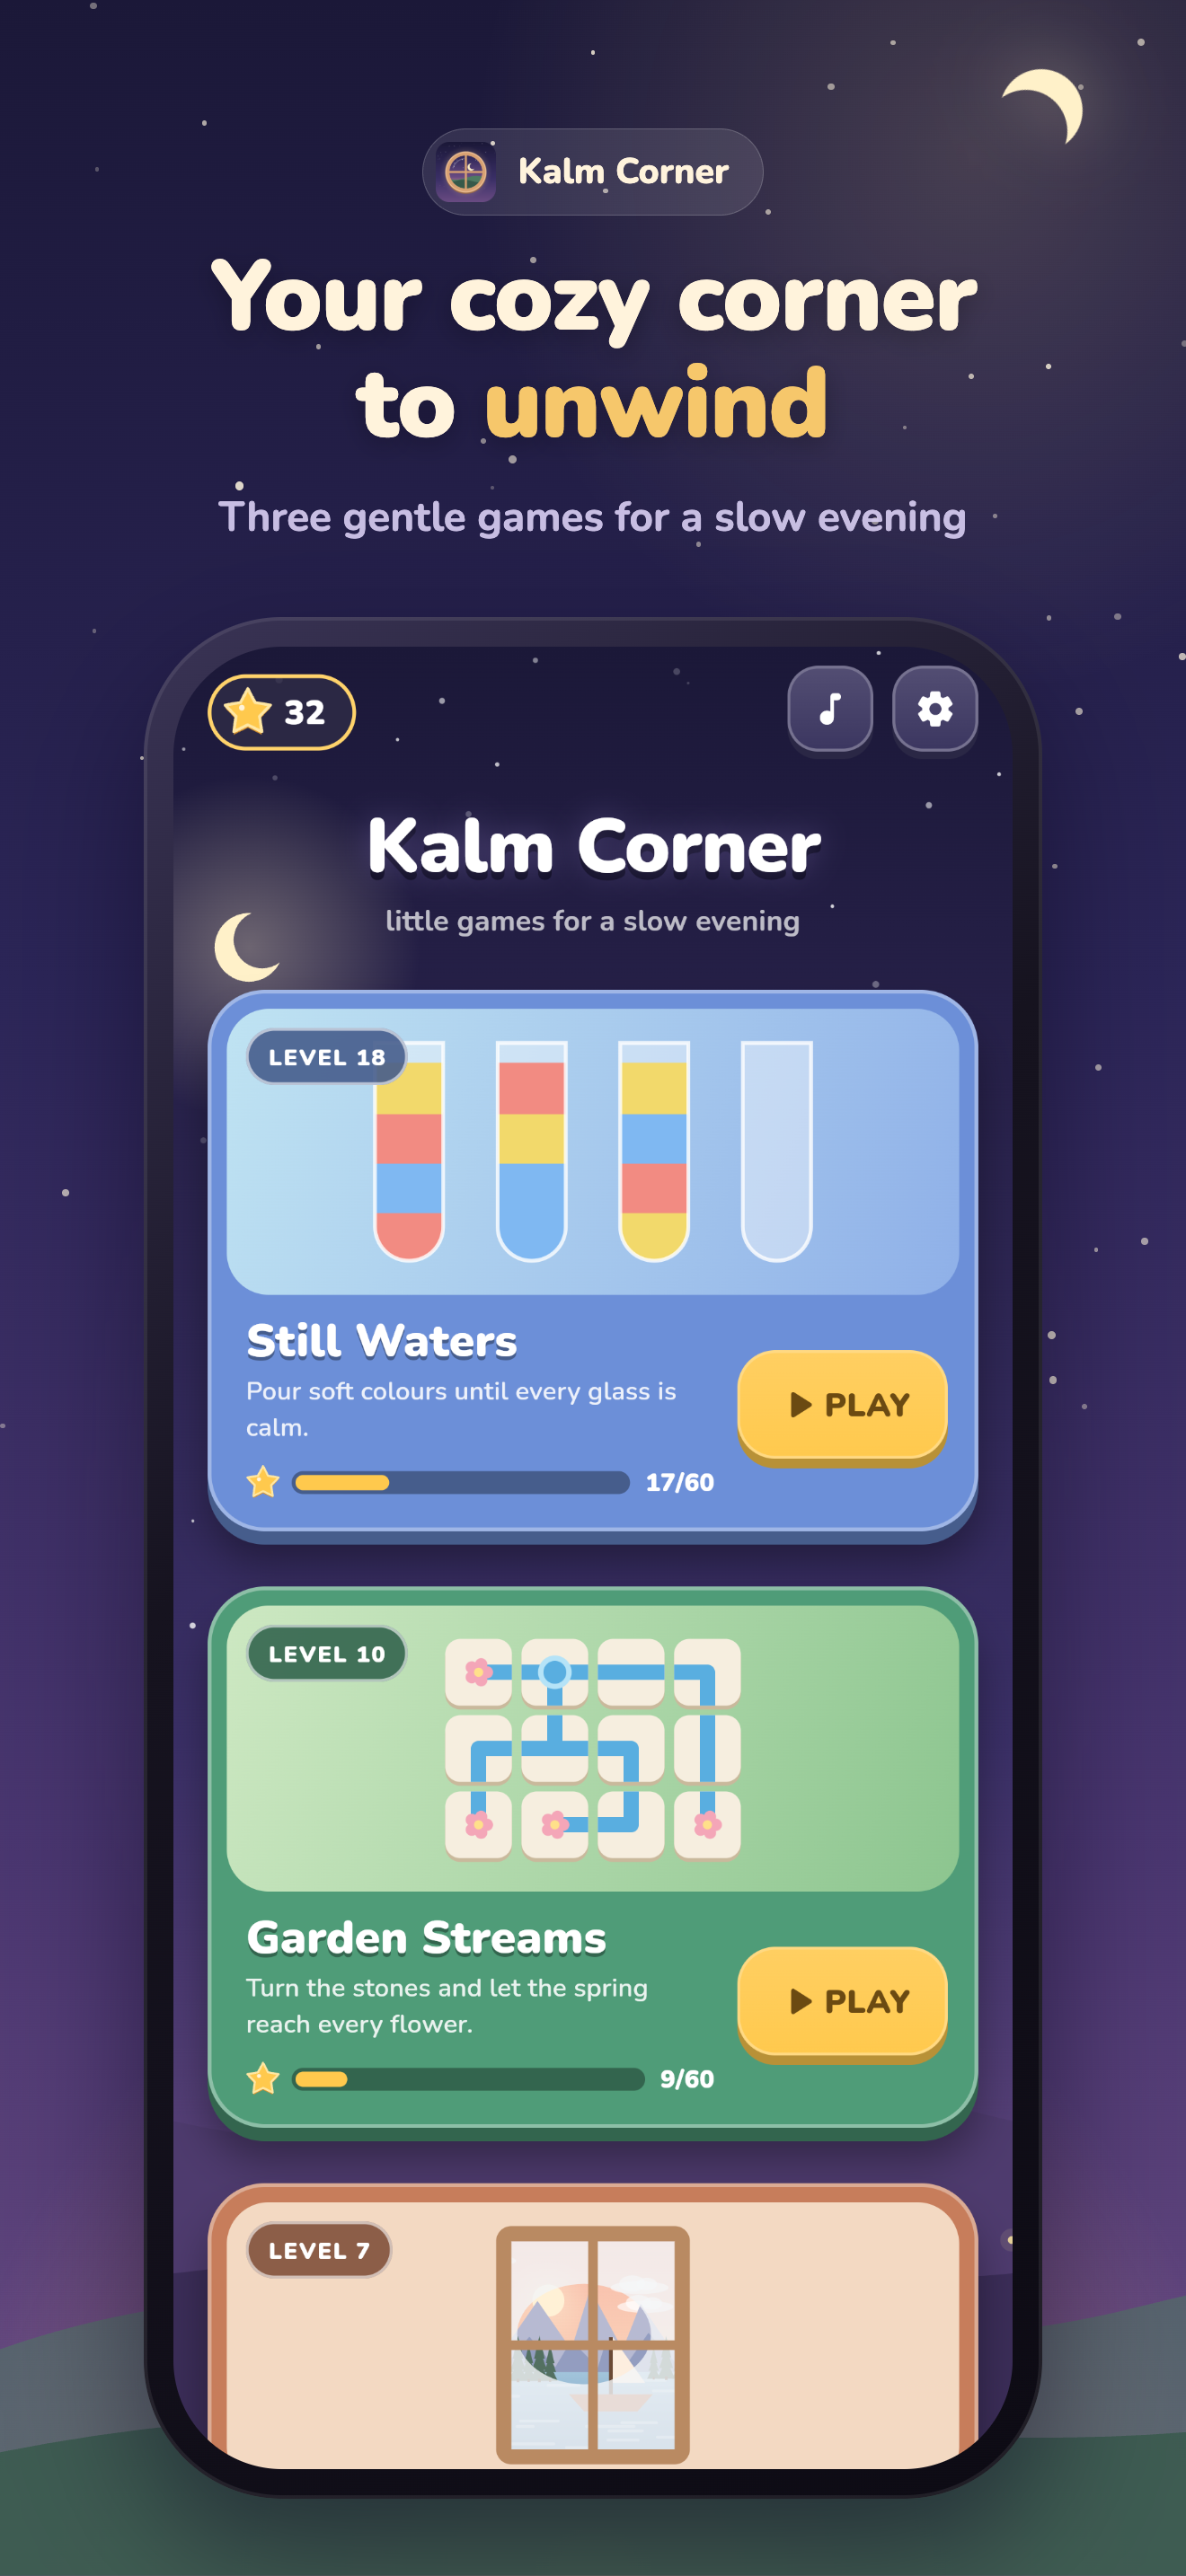 Kalm Corner
Your cozy corner
to unwind
Three gentle games for a slow evening
32
Kalm Corner
little games for a slow evening
LEVEL 18
Still Waters
Pour soft colours until every glass is
calm.
PLAY
17/60
LEVEL 10
Garden Streams
Turn the stones and let the spring
reach every flower.
PLAY
9/60
LEVEL 7